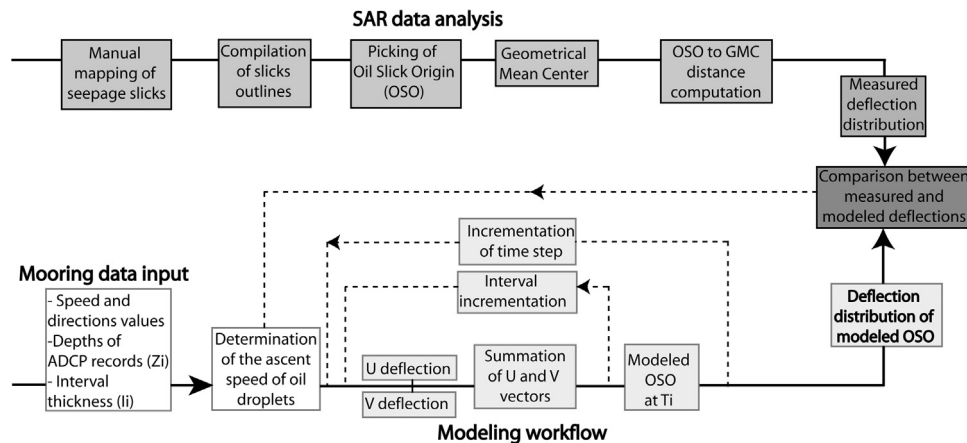 SAR data analysis
Manual
mapping of
seepage slicks
Compilation
of slicks
outlines
Picking of
Oil Slick Origin
(OSO)
Geometrical
Mean Center
OSO to GMC
distance
computation
Measured
deflection
distribution
Comparison between
measured and
modeled deflections
Incrementation
of time step
Interval
incrementation
Mooring data input
- Speed and
directions values
-Depths of
ADCP records (Zi)
- Interval
thickness (Ii)
Determination
of the ascent
speed of oil
droplets
U deflection
V deflection
Summation
of U and V
vectors
Modeled
OSO
at Ti
Deflection
distribution of
modeled OSO
Modeling workflow